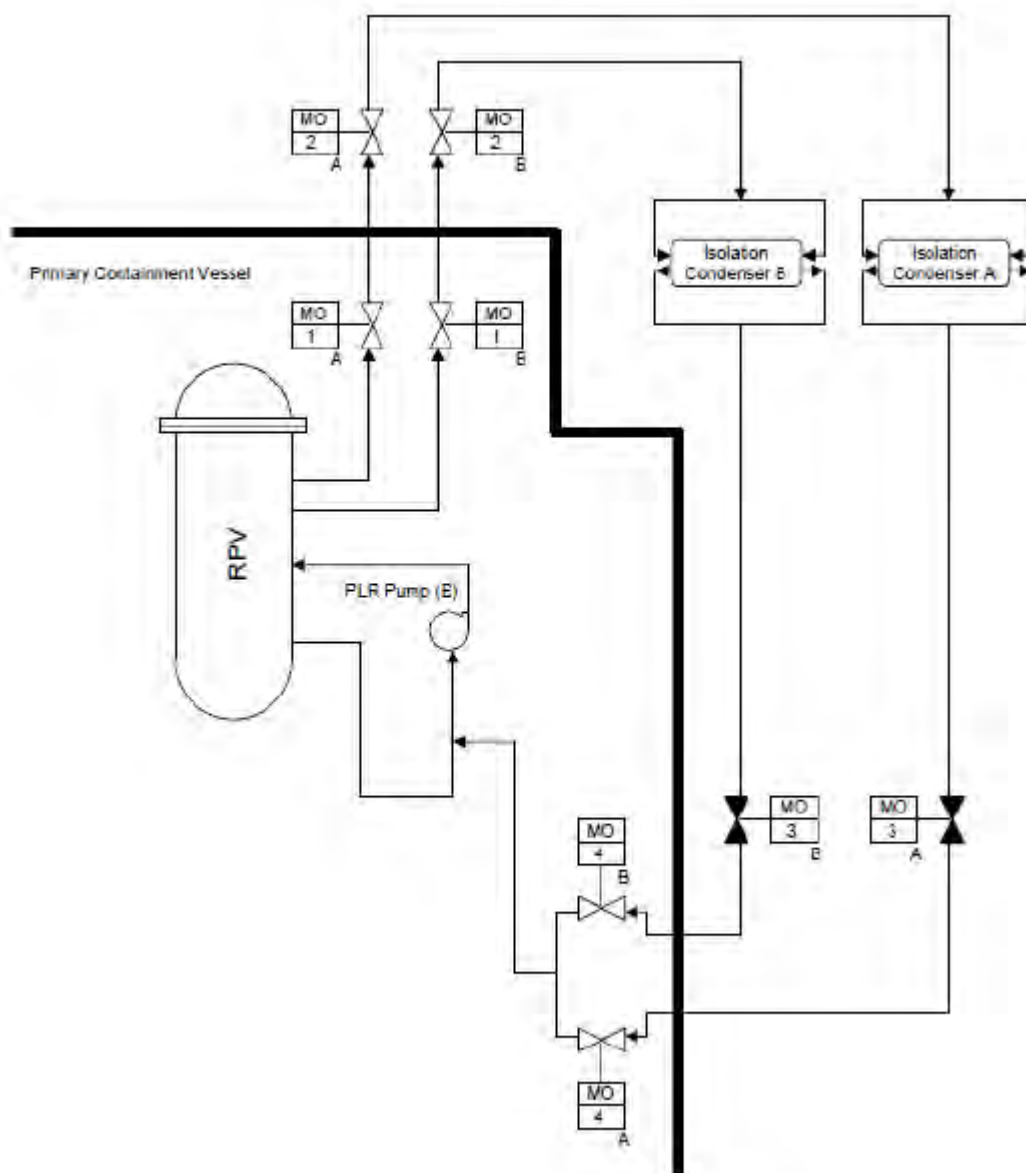 MO
2
A
MO
2
B
Primary Containment Vessel
Isolation
Condenser B
Isolation
Condenser A
MO
1
A
MO
1
B
RPV
PLR Pump (B)
MO
3
B
MO
3
A
MO
4
B
MO
4
A